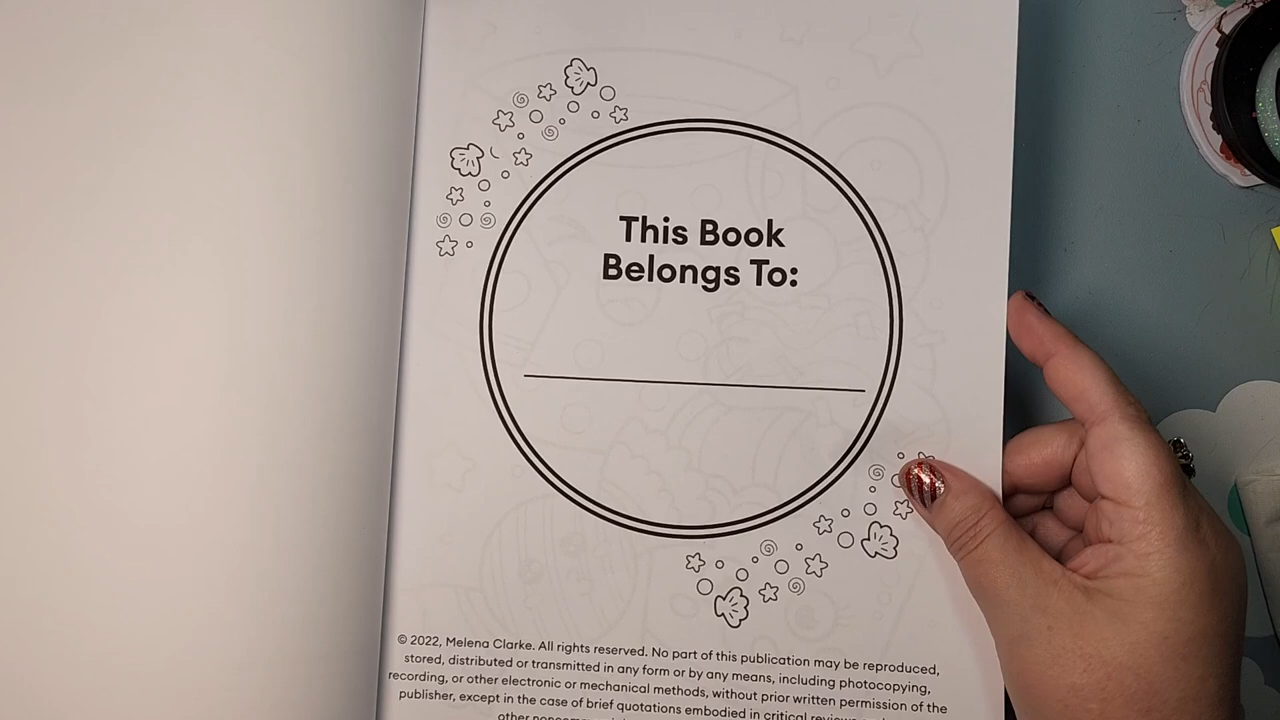 This Book
Belongs To:
© 2022, Melena Clarke. All rights reserved. No part of this publication may be reproduced,
stored, distributed or transmitted in any form or by any means, including photocopying,
recording, or other electronic or mechanical methods, without prior written permission of the
publisher, except in the case of brief quotations embodied in critical
other